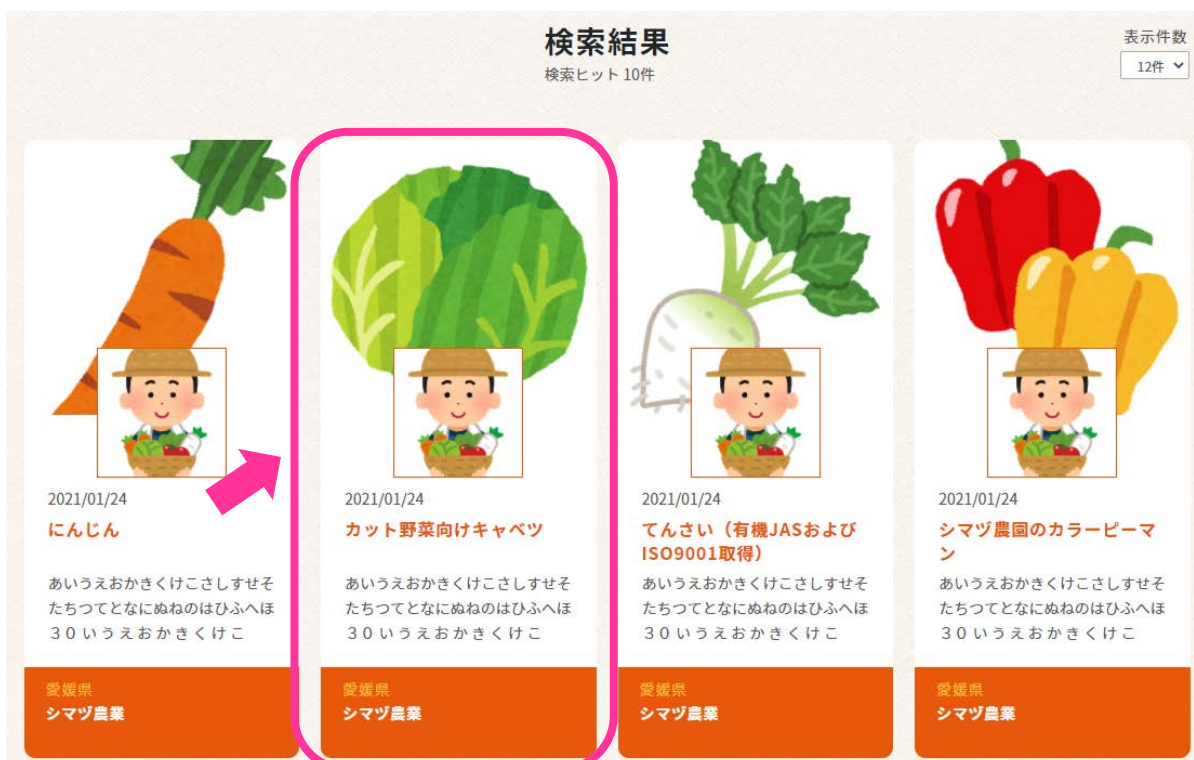 検索結果
検索ヒット 10件
表示件数
12件
2021/01/24
にんじん
あいうえおかきくけこさしすせそ
たちつてとなにぬねのはひふへほ
３０いうえおかきくけこ
愛媛県
シマヅ農業
2021/01/24
カット野菜向けキャベツ
あいうえおかきくけこさしすせそ
たちつてとなにぬねのはひふへほ
３０いうえおかきくけこ
愛媛県
シマヅ農業
2021/01/24
てんさい（有機JASおよび
ISO9001取得）
あいうえおかきくけこさしすせそ
たちつてとなにぬねのはひふへほ
３０いうえおかきくけこ
愛媛県
シマヅ農業
2021/01/24
シマヅ農園のカラーピーマ
ン
あいうえおかきくけこさしすせそ
たちつてとなにぬねのはひふへほ
３０いうえおかきくけこ
愛媛県
シマヅ農業